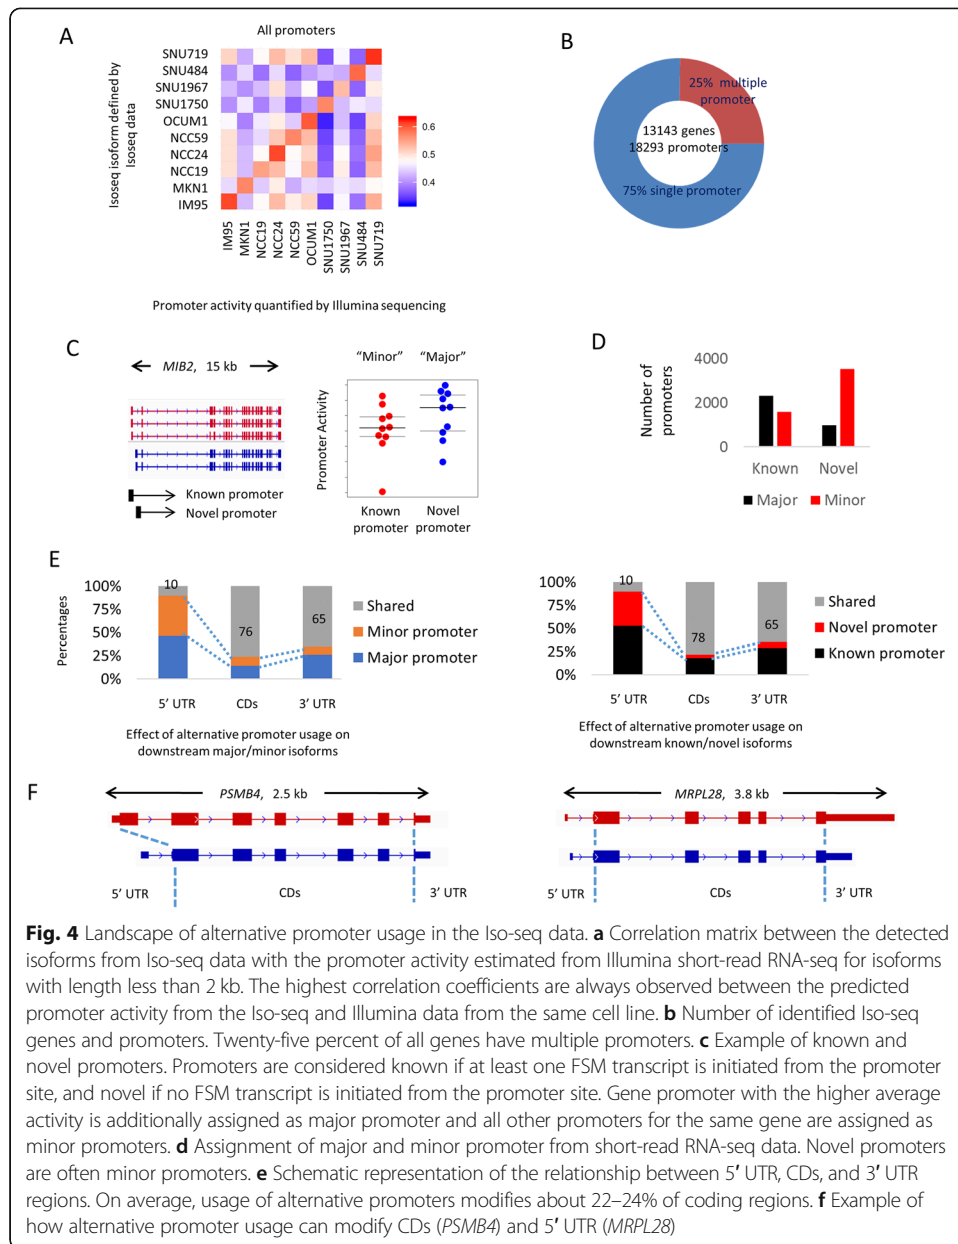 A
All promoters
Isoseq isoform defined by
Isoseq data
SNU719
SNU484
SNU1967
SNU1750
OCUM1
NCC59
NCC24
NCC19
MKN1
IM95
0.6
0.5
0.4
IM95
MKN1
NCC19
NCC24
NCC59
OCUM1
SNU1750
SNU1967
SNU484
SNU719
Promoter activity quantified by Illumina sequencing
B
25% multiple
promoter
13143 genes
18293 promoters
75% single promoter
C
MIB2, 15 kb
Known promoter
Novel promoter
"Minor" "Major"
Promoter Activity
Known
promoter
Novel
promoter
D
Number of
promoters
4000
2000
0
Known Novel
Major Minor
E
Percentages
100%
75%
50%
25%
0%
10
76
65
5′ UTR CDs 3′ UTR
Shared
Minor promoter
Major promoter
Effect of alternative promoter usage on
downstream major/minor isoforms
100%
75%
50%
25%
0%
10
78
65
5′ UTR CDs 3′ UTR
Shared
Novel promoter
Known promoter
Effect of alternative promoter usage on
downstream known/novel isoforms
F
PSMB4, 2.5 kb
5′ UTR CDs 3′ UTR
MRPL28, 3.8 kb
5′ UTR CDs 3′ UTR
Fig. 4 Landscape of alternative promoter usage in the Iso-seq data. a Correlation matrix between the detected
isoforms from Iso-seq data with the promoter activity estimated from Illumina short-read RNA-seq for isoforms
with length less than 2 kb. The highest correlation coefficients are always observed between the predicted
promoter activity from the Iso-seq and Illumina data from the same cell line. b Number of identified Iso-seq
genes and promoters. Twenty-five percent of all genes have multiple promoters. c Example of known and
novel promoters. Promoters are considered known if at least one FSM transcript is initiated from the promoter
site, and novel if no FSM transcript is initiated from the promoter site. Gene promoter with the higher average
activity is additionally assigned as major promoter and all other promoters for the same gene are assigned as
minor promoters. d Assignment of major and minor promoter from short-read RNA-seq data. Novel promoters
are often minor promoters. e Schematic representation of the relationship between 5′ UTR, CDs, and 3′ UTR
regions. On average, usage of alternative promoters modifies about 22–24% of coding regions. f Example of
how alternative promoter usage can modify CDs (PSMB4) and 5′ UTR (MRPL28)